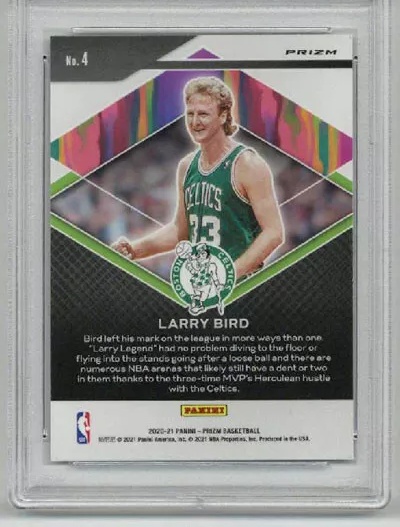 No. 4
PRIZM
CELTICS
33
BOSTON CELTICS
LARRY BIRD
Bird left his mark on the league in more ways than one.
"Larry Legend" had no problem diving to the floor or
flying into the stands going after a loose ball and there are
numerous NBA arenas that likely still have a dent or two
in them thanks to the three-time MVP's Herculean hustle
with the Celtics.
PANINI
2020-21 PANINI – PRIZM BASKETBALL
© 2021 Panini America, Inc. © 2021 NBA Properties, Inc. Produced in the USA.
NBA